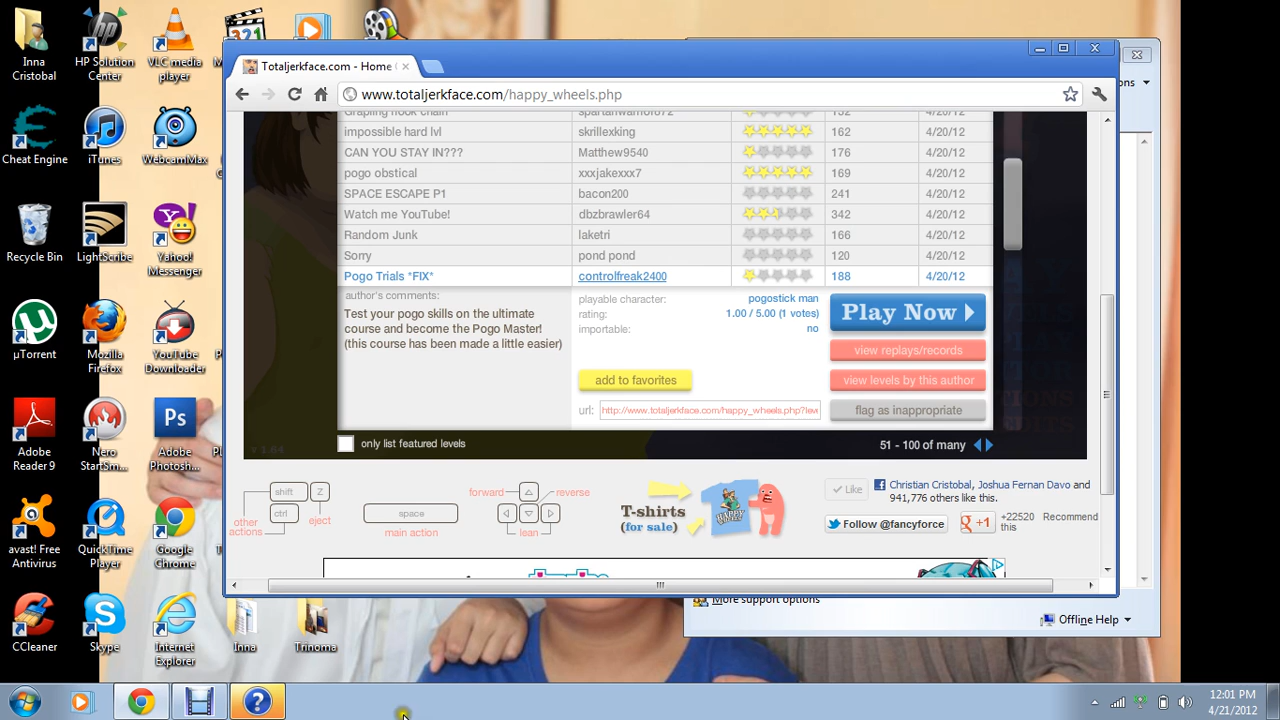 Inna Cristobal
HP Solution Center
VLC media player
Cheat Engine
iTunes
WebcamMax
Recycle Bin
LightScribe
Yahoo! Messenger
µTorrent
Mozilla Firefox
YouTube Downloader
Adobe Reader 9
Nero StartSm...
Adobe Photosh...
avast! Free Antivirus
QuickTime Player
Google Chrome
CCleaner
Skype
Internet Explorer
Inna
Trinoma
321
Totaljerkface.com - Home
www.totaljerkface.com/happy_wheels.php
impossible hard lvl skrillexking 162 4/20/12
CAN YOU STAY IN??? Matthew9540 176 4/20/12
pogo obstical xxxjakexxx7 169 4/20/12
SPACE ESCAPE P1 bacon200 241 4/20/12
Watch me YouTube! dbzbrawler64 342 4/20/12
Random Junk laketri 166 4/20/12
Sorry pond pond 120 4/20/12
Pogo Trials *FIX* controlfreak2400 188 4/20/12
author's comments:
Test your pogo skills on the ultimate
course and become the Pogo Master!
(this course has been made a little easier)
playable character: pogostick man
rating: 1.00 / 5.00 (1 votes)
importable: no
add to favorites
url: http://www.totaljerkface.com/happy_wheels.php?leve
Play Now
view replays/records
view levels by this author
flag as inappropriate
only list featured levels
51 - 100 of many
shift Z
ctrl
eject
other actions
space
main action
forward
reverse
lean
T-shirts
(for sale)
HAPPY WHEELS
Like
Christian Cristobal, Joshua Fernan Davo and
941,776 others like this.
Follow @fancyforce
+1
+22520 Recommend this
ons
More support options
Offline Help
12:01 PM
4/21/2012